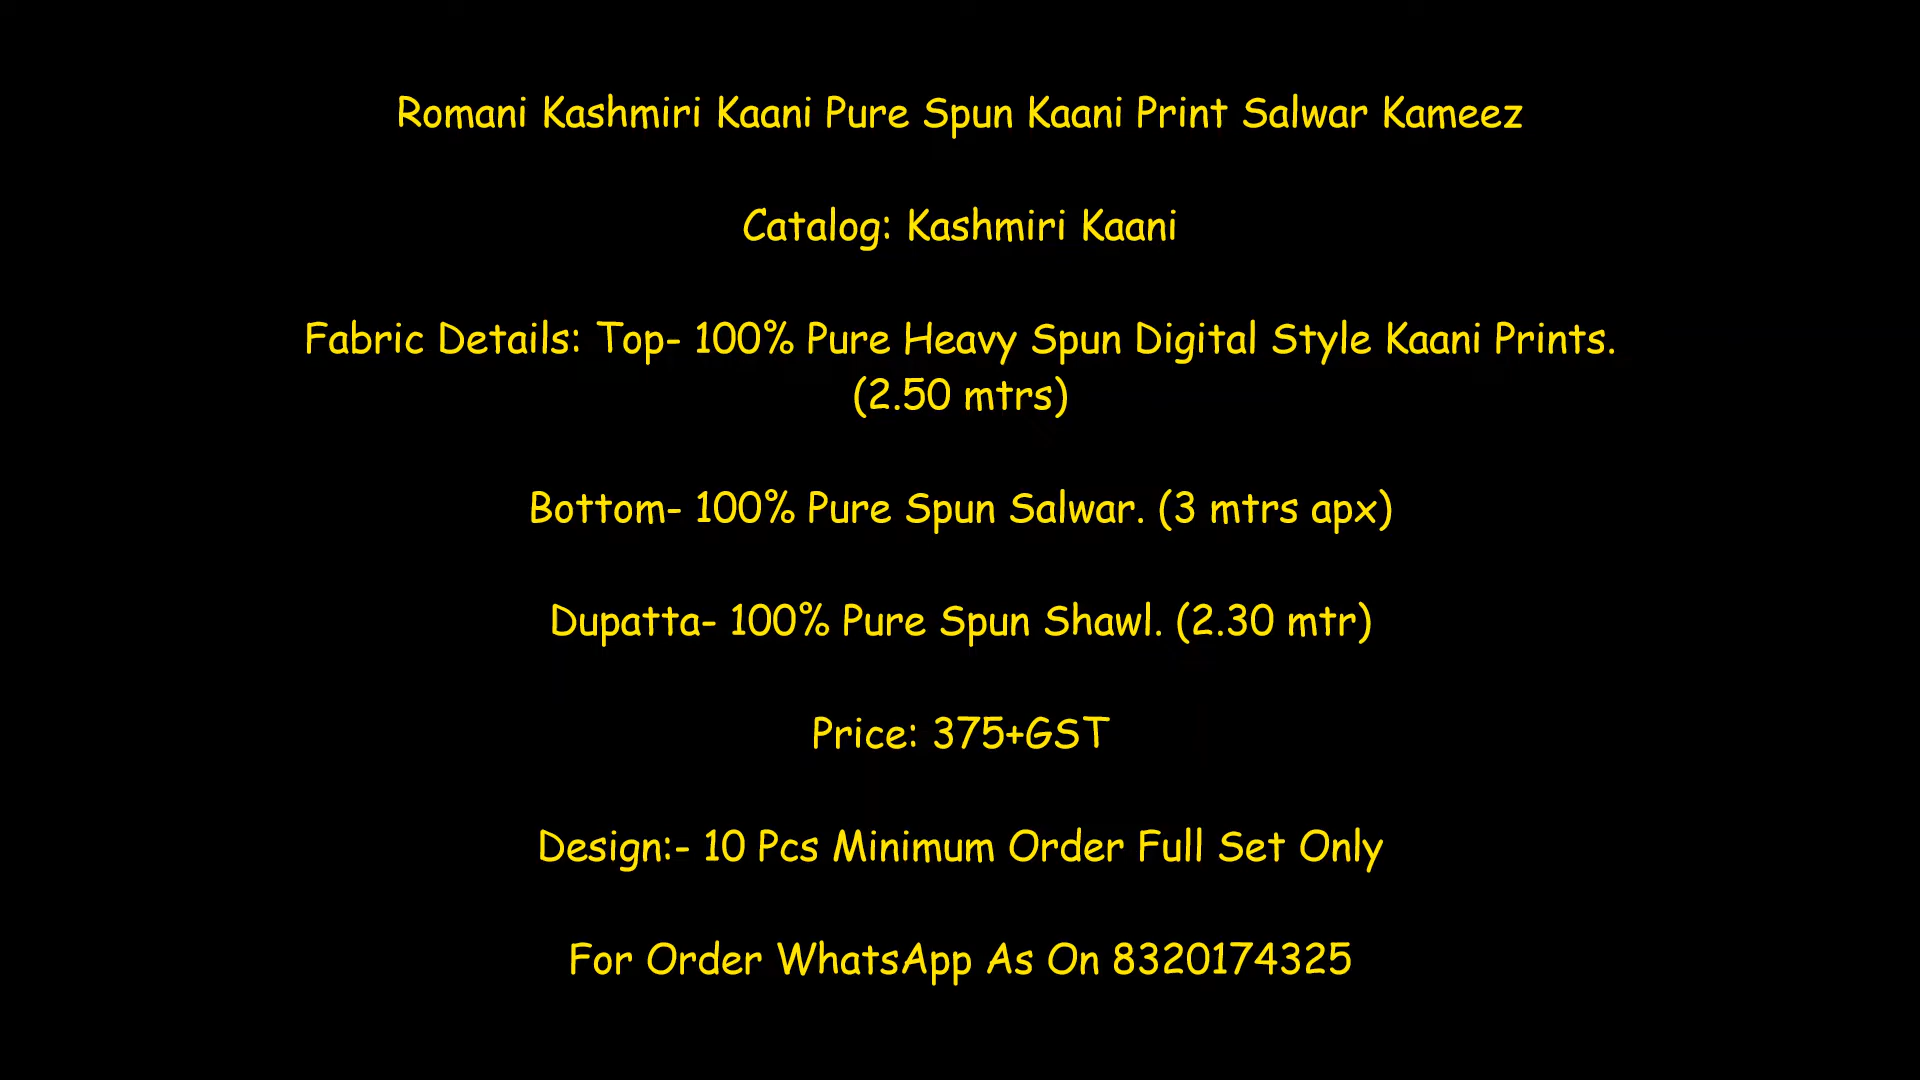 Romani Kashmiri Kaani Pure Spun Kaani Print Salwar Kameez
Catalog: Kashmiri Kaani
Fabric Details: Top- 100% Pure Heavy Spun Digital Style Kaani Prints.
(2.50 mtrs)
Bottom- 100% Pure Spun Salwar. (3 mtrs apx)
Dupatta- 100% Pure Spun Shawl. (2.30 mtr)
Price: 375+GST
Design:- 10 Pcs Minimum Order Full Set Only
For Order WhatsApp As On 8320174325